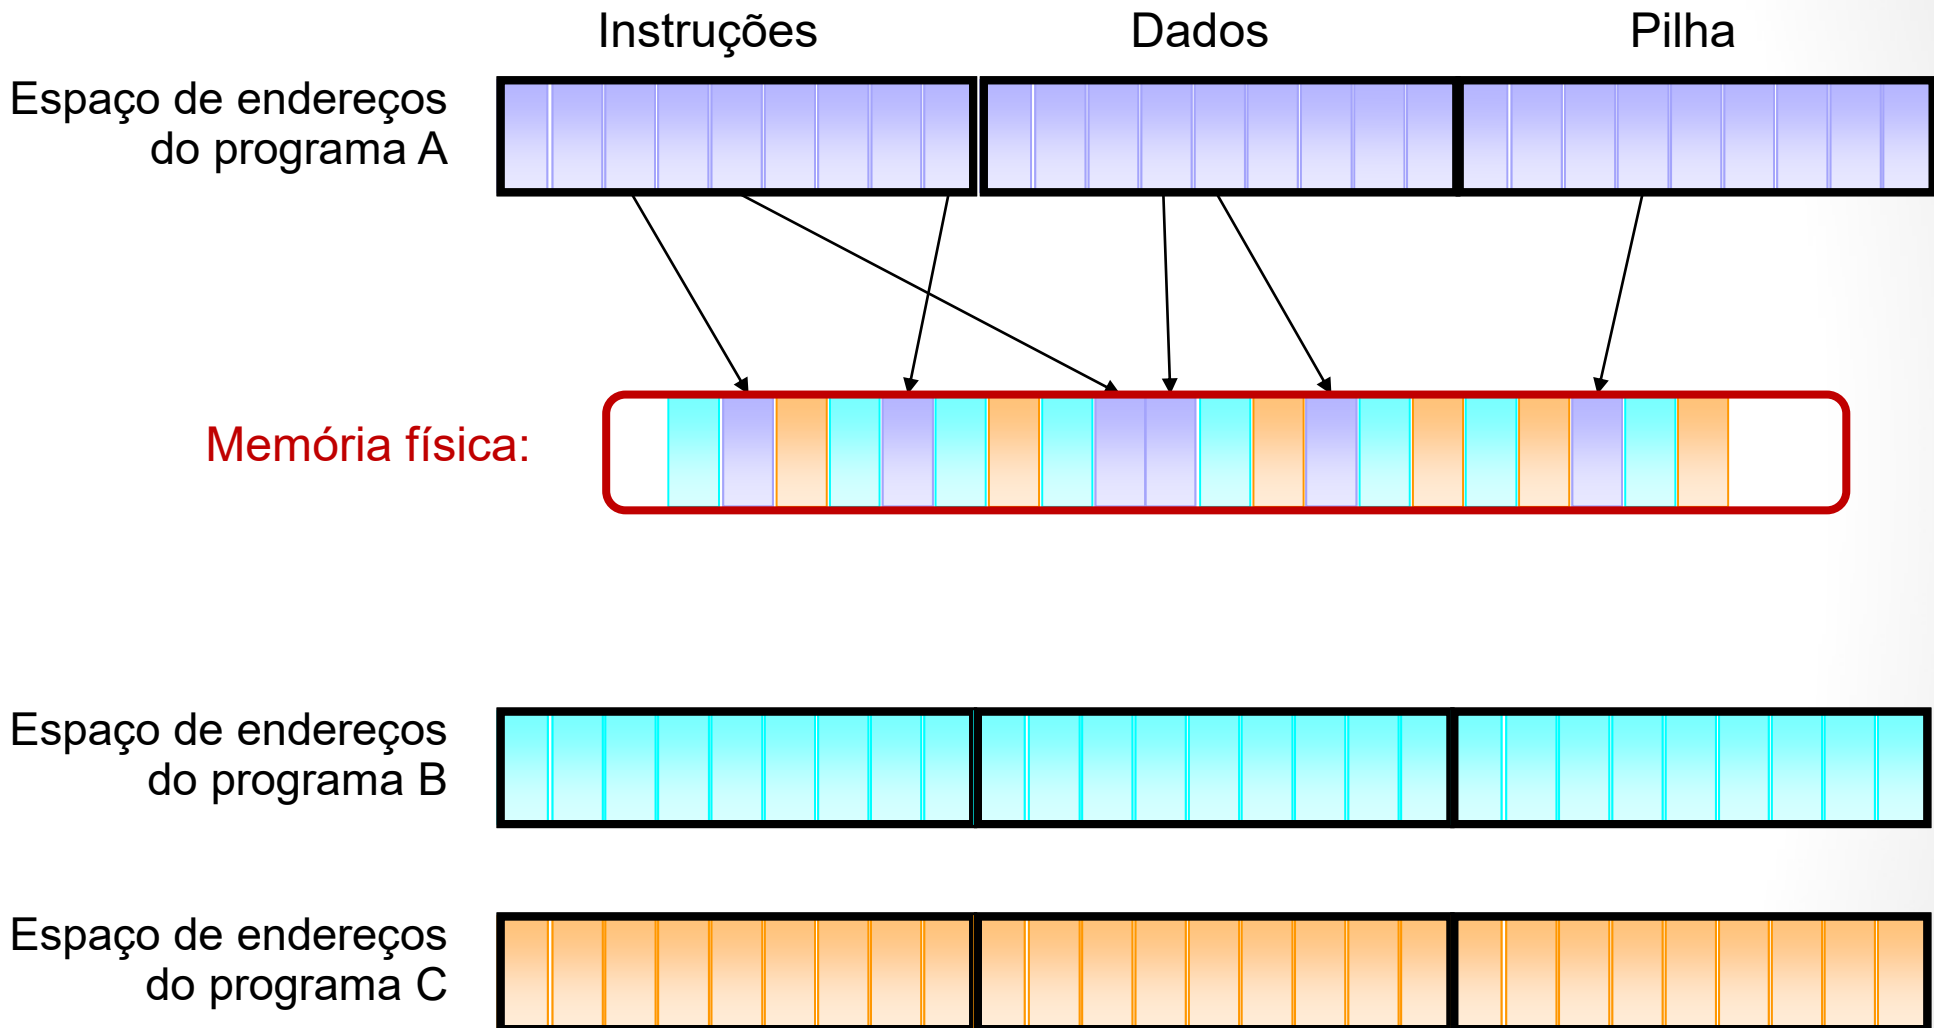 Instruções
Dados
Pilha
Espaço de endereços
do programa A
Memória física:
Espaço de endereços
do programa B
Espaço de endereços
do programa C